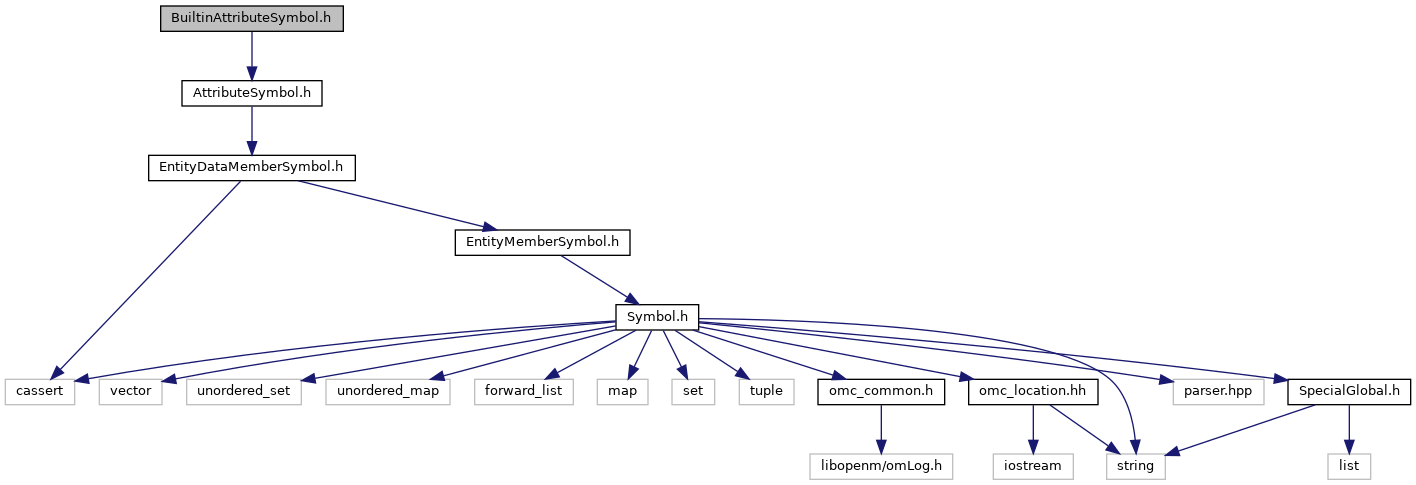 BuiltinAttributeSymbol.h
AttributeSymbol.h
EntityDataMemberSymbol.h
EntityMemberSymbol.h
Symbol.h
cassert
vector
unordered_set
unordered_map
forward_list
map
set
tuple
omc_common.h
omc_location.hh
parser.hpp
SpecialGlobal.h
libopenm/omLog.h
iostream
string
list